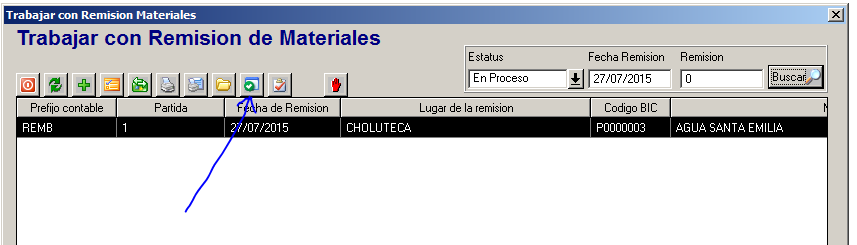 Trabajar con Remision Materiales
Trabajar con Remision de Materiales
Estatus Fecha Remision Remision
En Proceso 27/07/2015 0 Buscar
Prefijo contable Partida Fecha de Remision Lugar de la remision Codigo BIC N
REMB 1 27/07/2015 CHOLUTECA P0000003 AGUA SANTA EMILIA